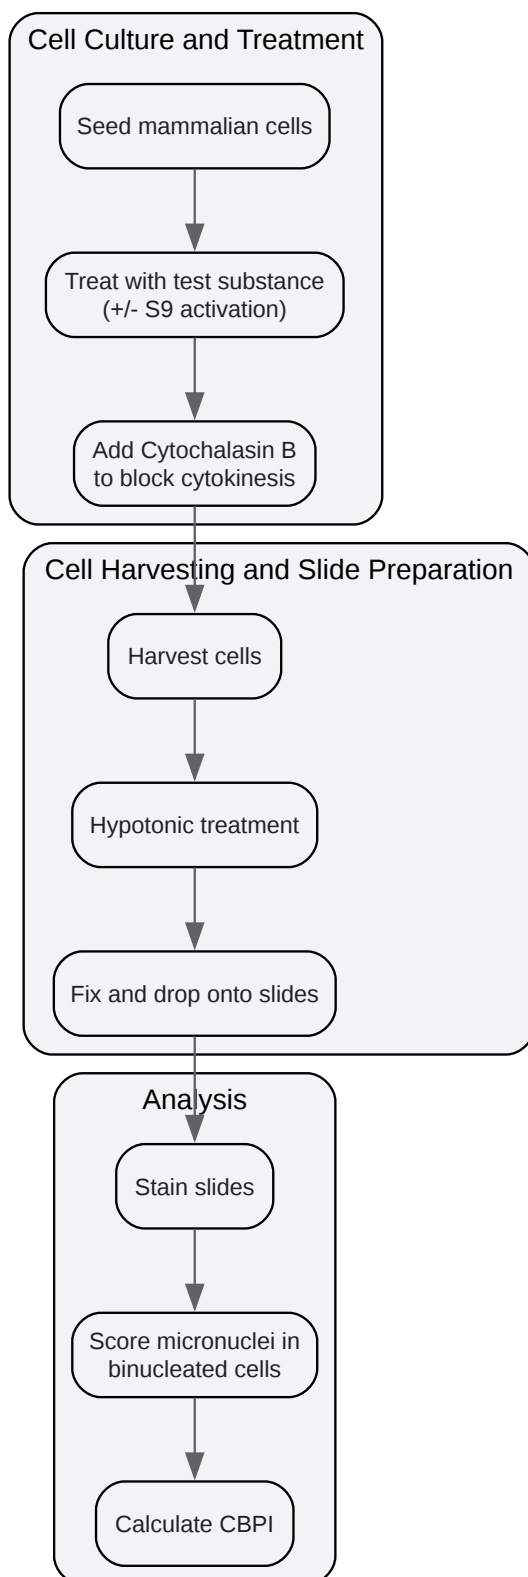 Cell Culture and Treatment
Seed mammalian cells
Treat with test substance
(+/- S9 activation)
Add Cytochalasin B
to block cytokinesis
Cell Harvesting and Slide Preparation
Harvest cells
Hypotonic treatment
Fix and drop onto slides
Analysis
Stain slides
Score micronuclei in
binucleated cells
Calculate CBPI